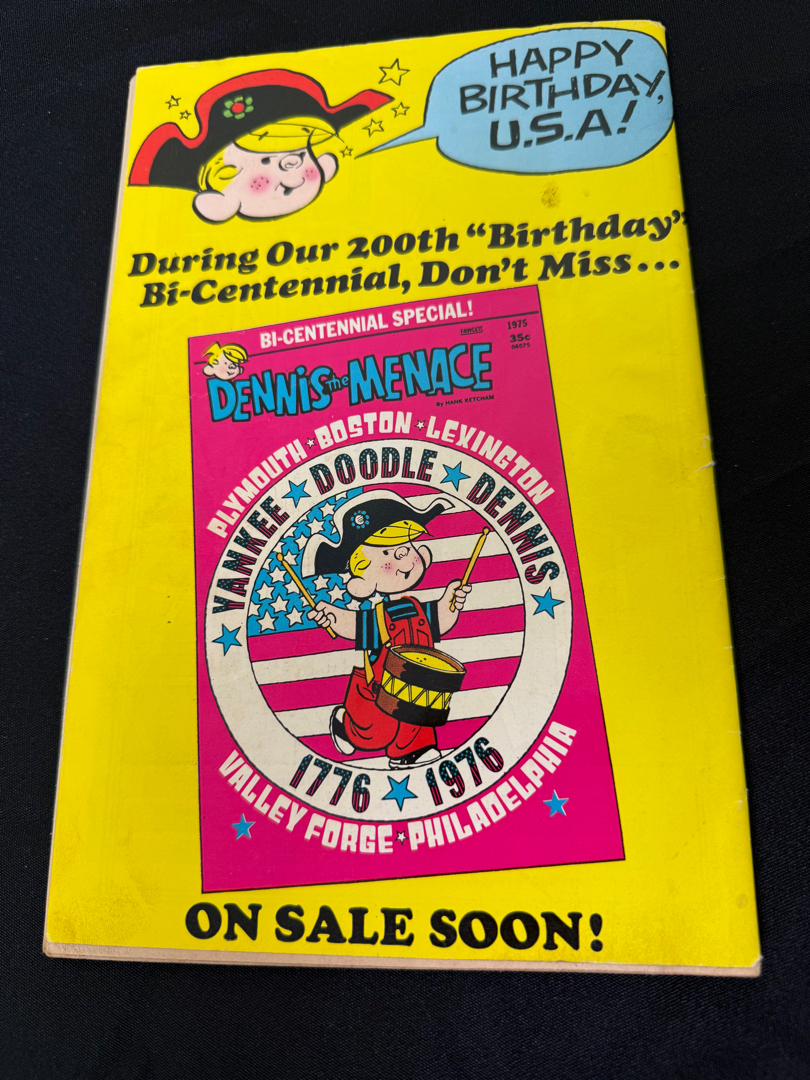 HAPPY
BIRTHDAY,
U.S.A!
During Our 200th "Birthday"
Bi-Centennial, Don't Miss...
BI-CENTENNIAL SPECIAL!
FAWCETT
1975
35¢
DENNIS the MENACE
By HANK KETCHAM
PLYMOUTH BOSTON LEXINGTON
YANKEE DOODLE DENNIS
1776 1976
VALLEY FORGE PHILADELPHIA
ON SALE SOON!